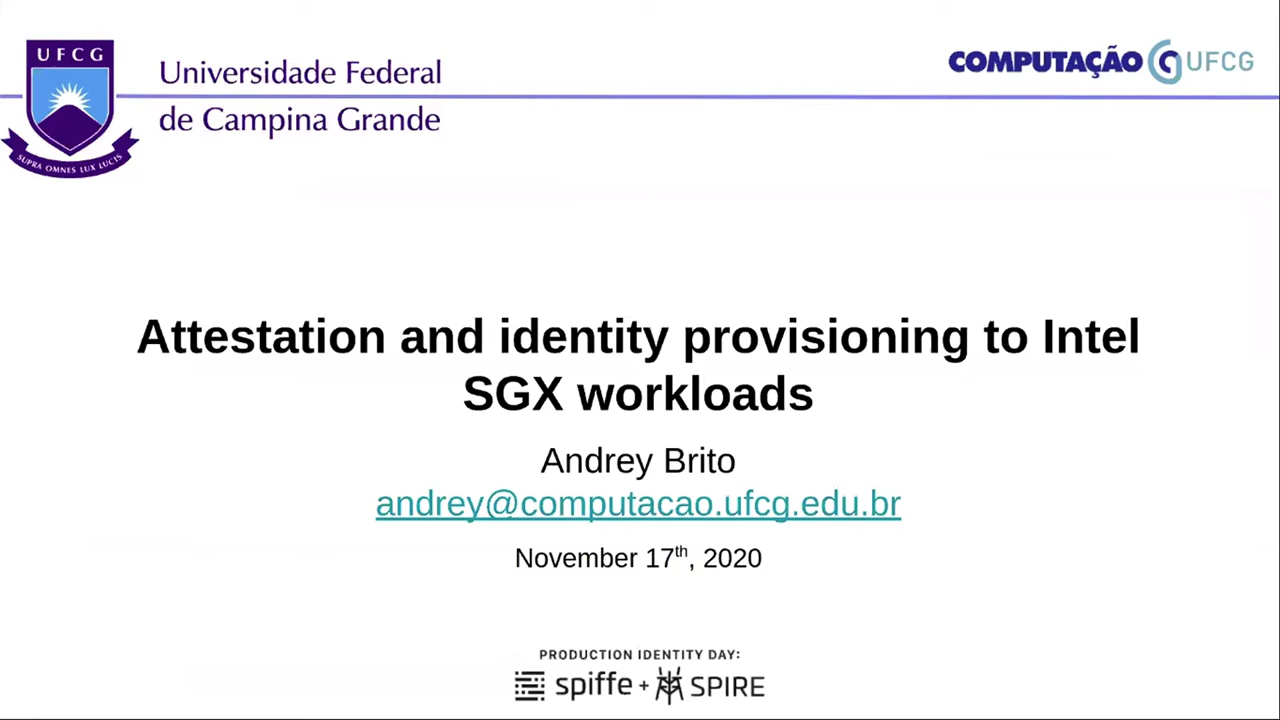 UFCG
SUPRA OMNES LUX LUCIS
Universidade Federal
de Campina Grande
COMPUTAÇÃO UFCG
Attestation and identity provisioning to Intel
SGX workloads
Andrey Brito
andrey@computacao.ufcg.edu.br
November 17th, 2020
PRODUCTION IDENTITY DAY:
spiffe + SPIRE